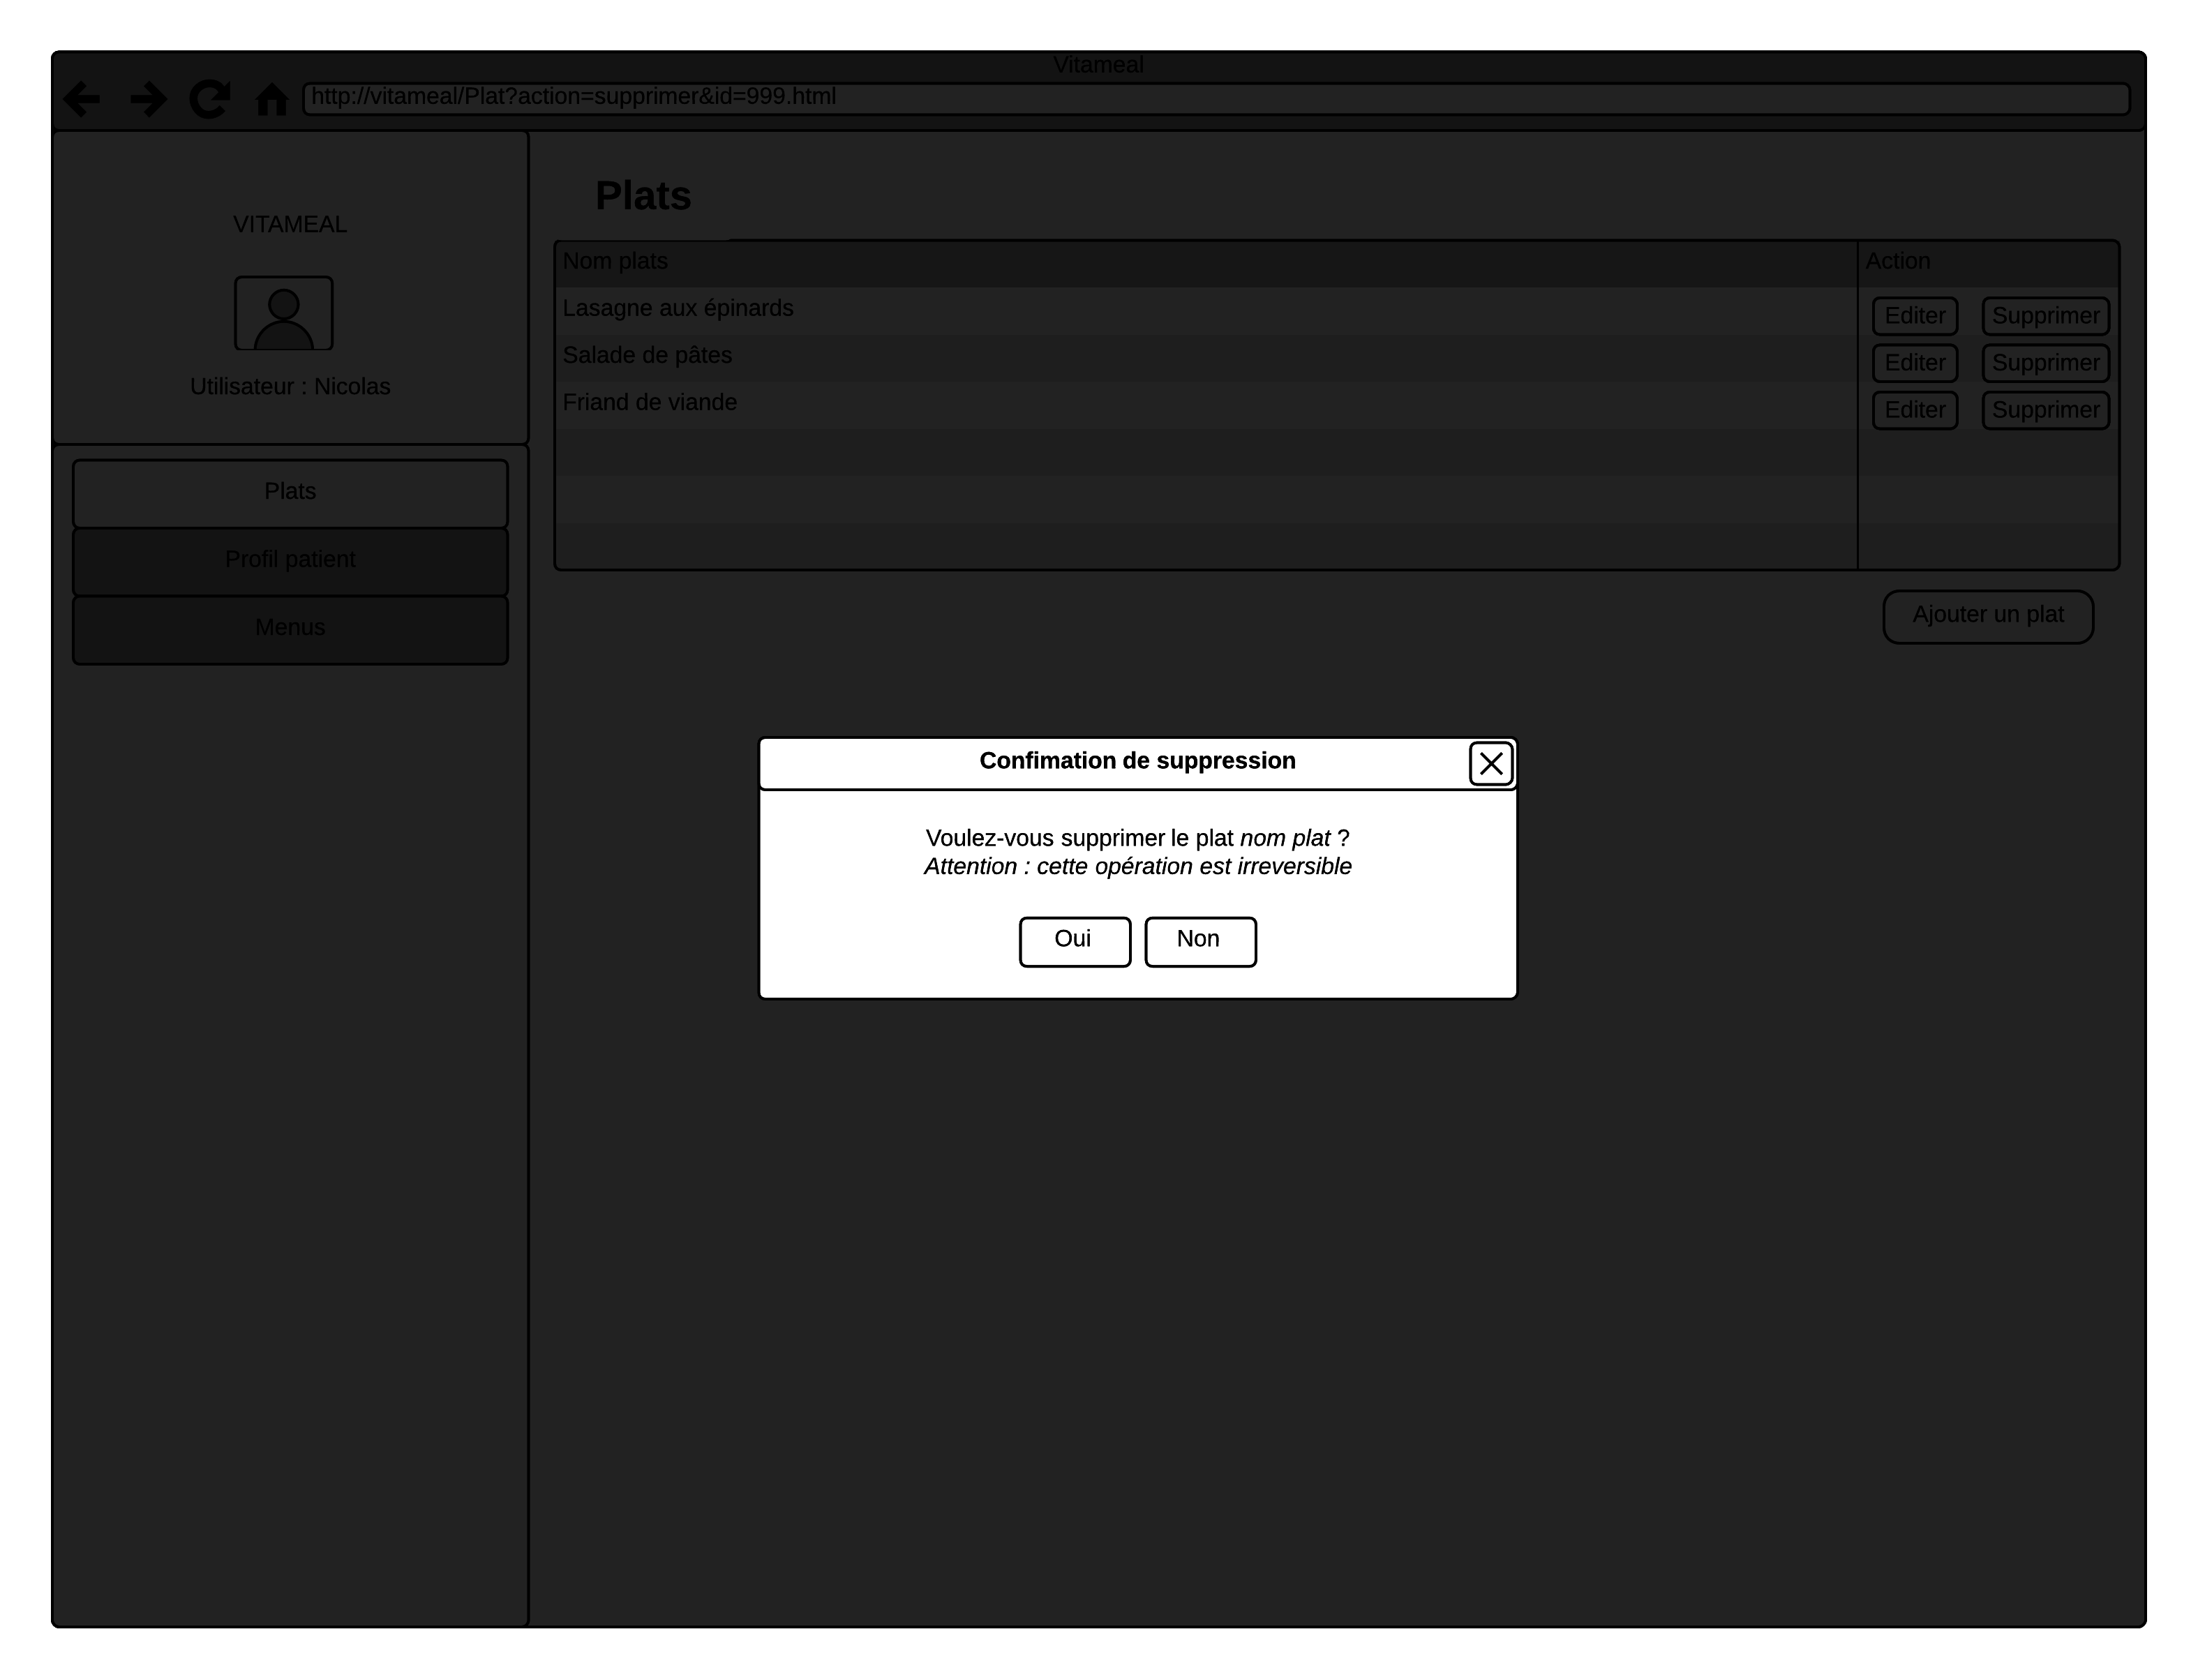 Vitameal
http://vitameal/Plat?action=supprimer&id=999.html
VITAMEAL
Utilisateur : Nicolas
Plats
Profil patient
Menus
Plats
Nom plats Action
Lasagne aux épinards Editer Supprimer
Salade de pâtes Editer Supprimer
Friand de viande Editer Supprimer
Ajouter un plat
Confimation de suppression
Voulez-vous supprimer le plat nom plat ?
Attention : cette opération est irreversible
Oui Non